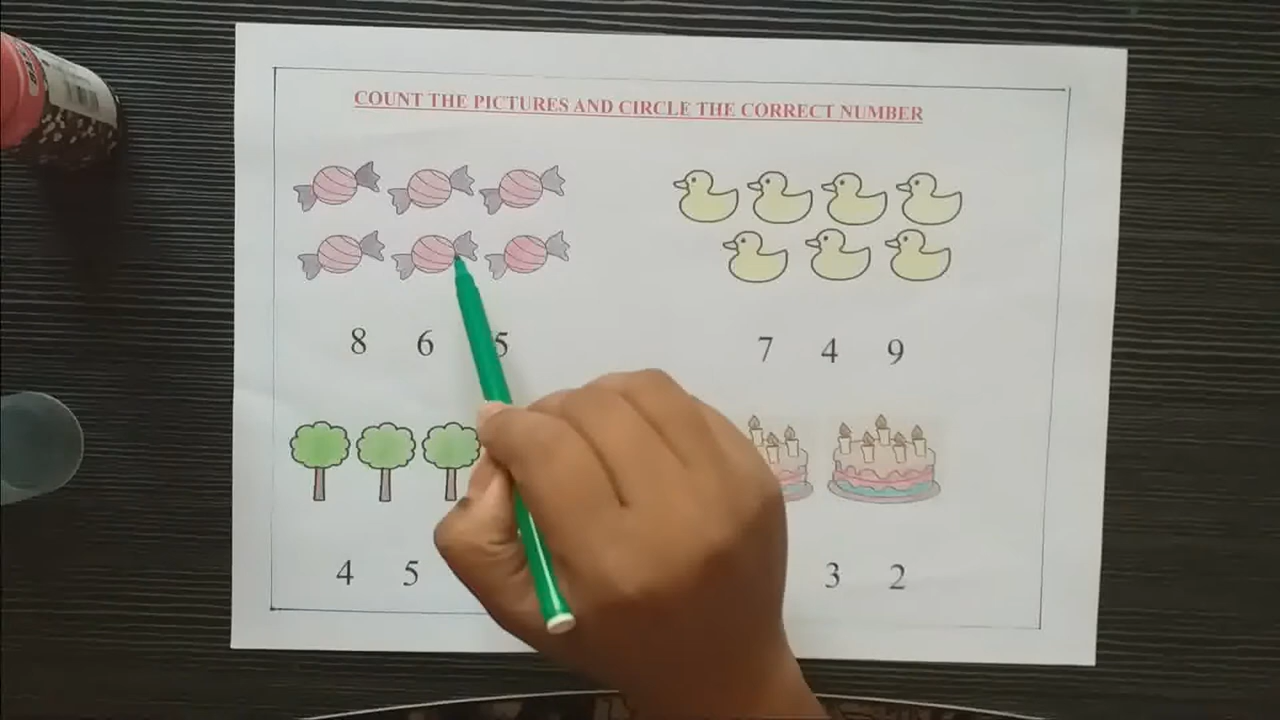 COUNT THE PICTURES AND CIRCLE THE CORRECT NUMBER
8 6 5
7 4 9
4 5
3 2